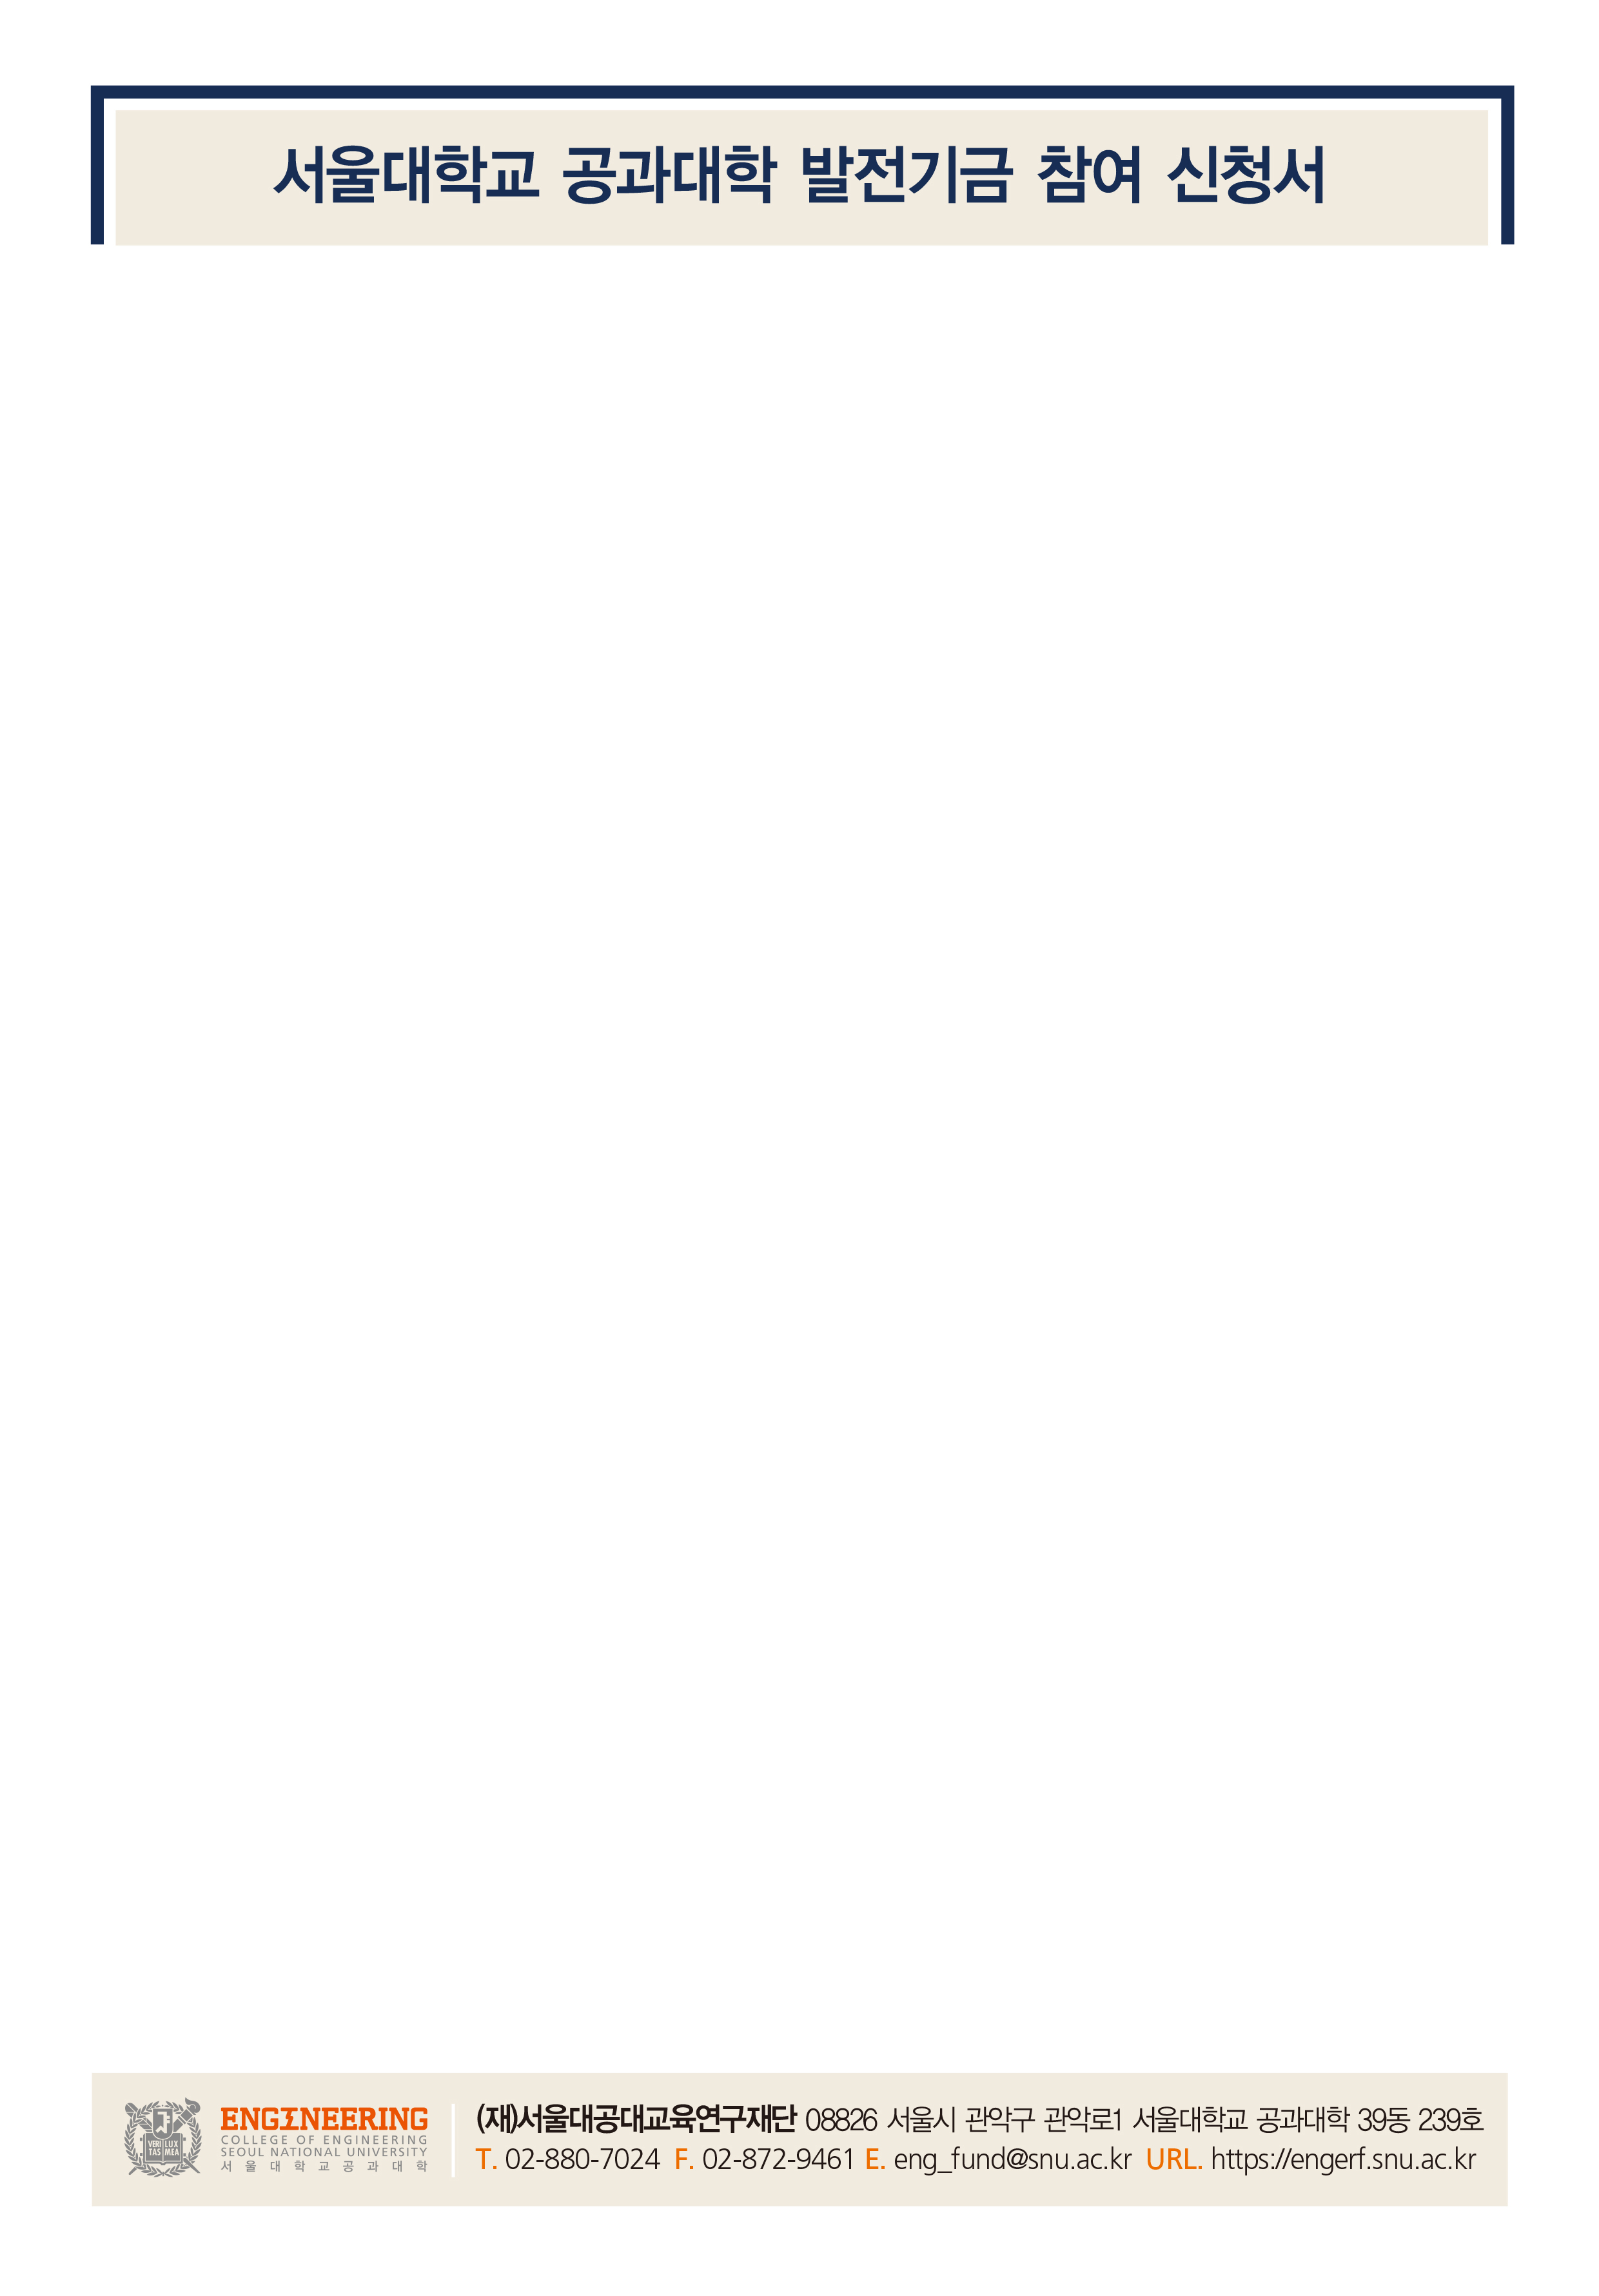 서울대학교 공과대학 발전기금 참여 신청서
VERI LUX
TAS MEA
ENGINEERING
COLLEGE OF ENGINEERING
SEOUL NATIONAL UNIVERSITY
서울대학교공과대학
(재)서울대공대교육연구재단 08826 서울시 관악구 관악로1 서울대학교 공과대학 39동 239호
T. 02-880-7024 F. 02-872-9461 E. eng_fund@snu.ac.kr URL. https://engerf.snu.ac.kr